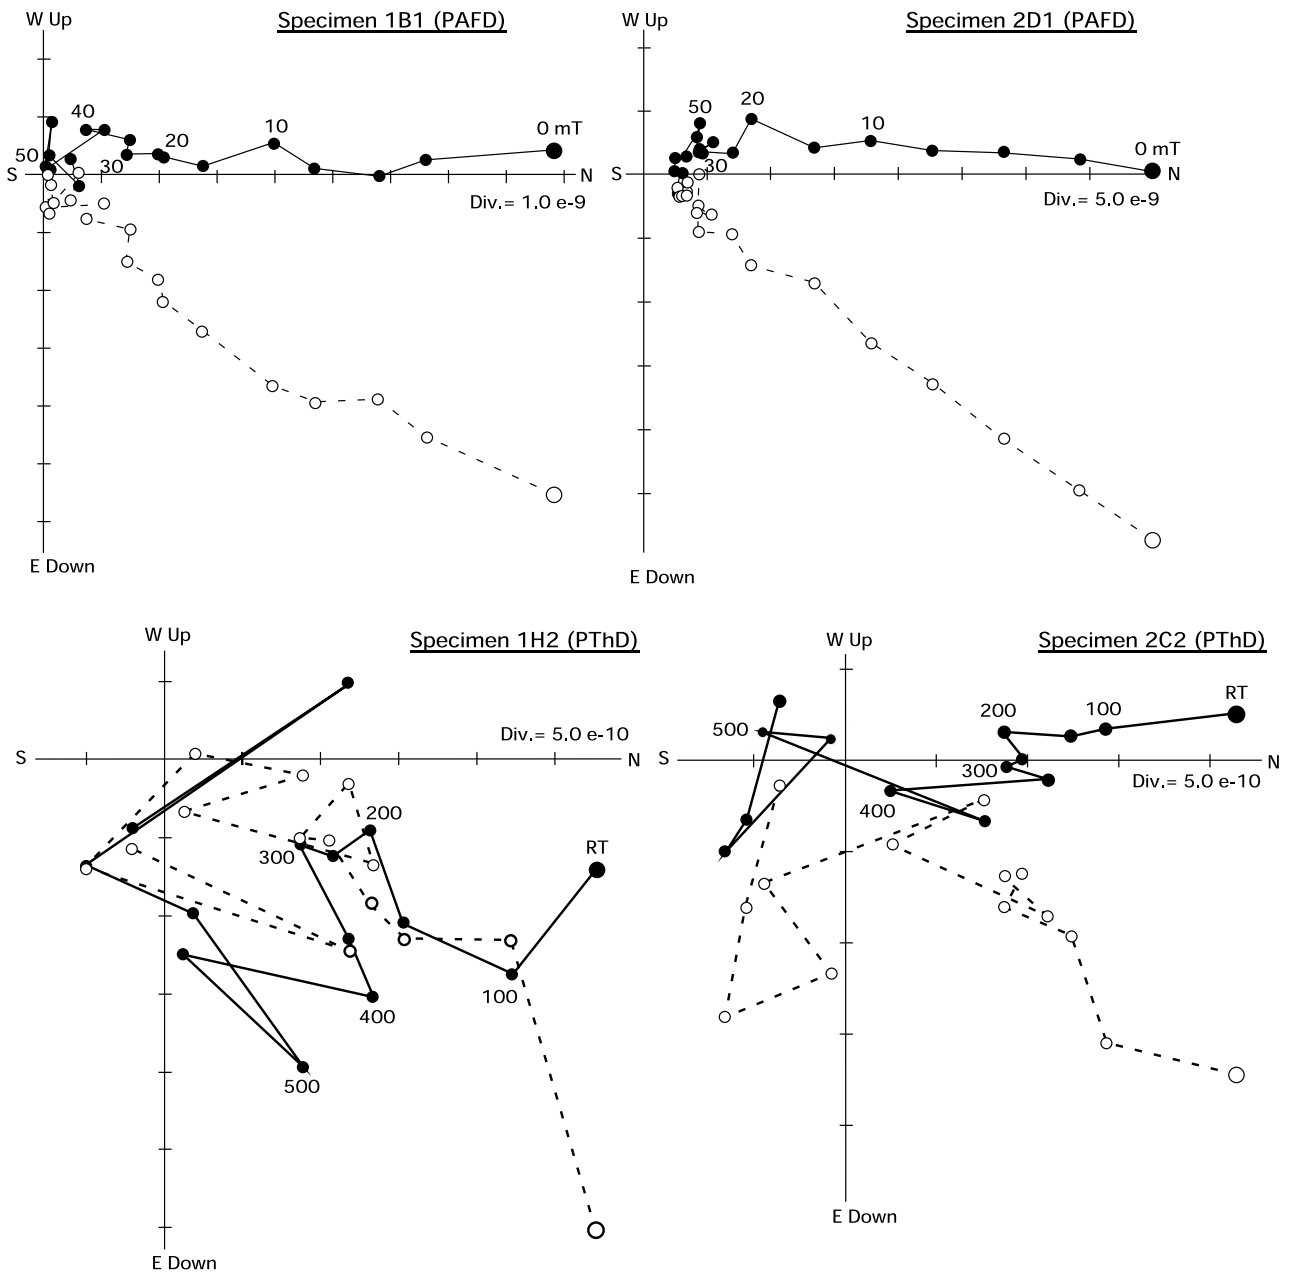 Specimen 1B1 (PAFD)
W Up
40
50
30
20
10
0 mT
S
N
Div.= 1.0 e-9
E Down
Specimen 2D1 (PAFD)
W Up
50
20
10
0 mT
30
S
N
Div.= 5.0 e-9
E Down
Specimen 1H2 (PThD)
W Up
Div.= 5.0 e-10
S
N
200
300
RT
100
400
500
E Down
Specimen 2C2 (PThD)
W Up
RT
200
100
500
S
N
300
Div.= 5.0 e-10
400
E Down